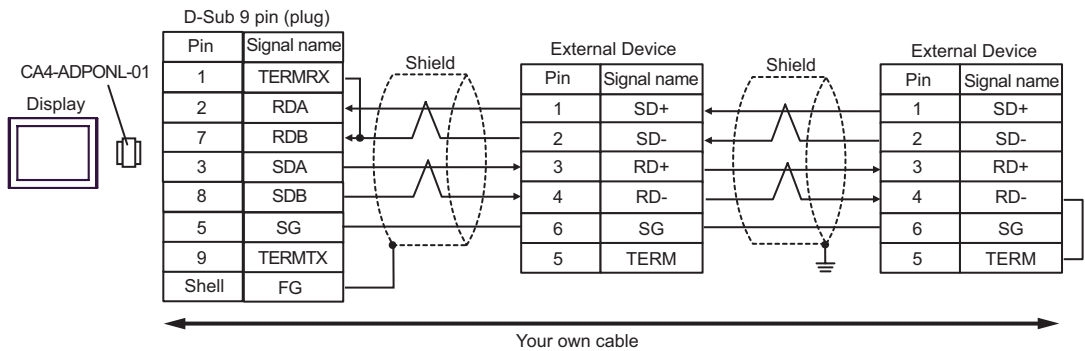 D-Sub 9 pin (plug)
Pin Signal name
1 TERMRX
2 RDA
7 RDB
3 SDA
8 SDB
5 SG
9 TERMTX
Shell FG
CA4-ADPONL-01
Display
Shield
External Device
Pin Signal name
1 SD+
2 SD-
3 RD+
4 RD-
6 SG
5 TERM
Shield
External Device
Pin Signal name
1 SD+
2 SD-
3 RD+
4 RD-
6 SG
5 TERM
Your own cable